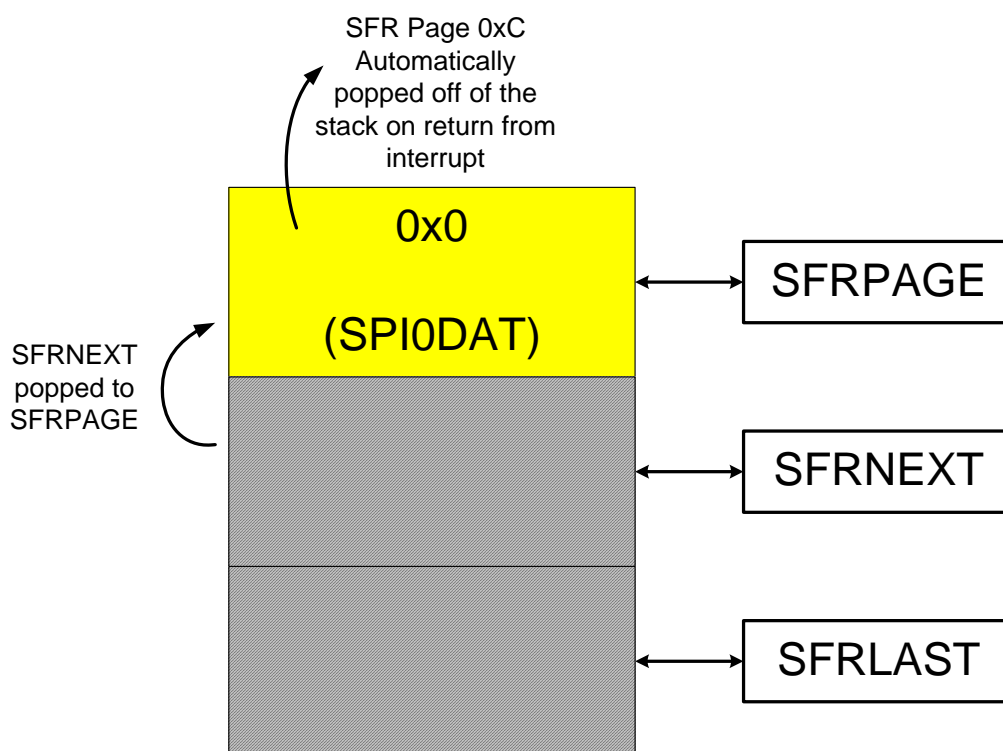 SFR Page 0xC
Automatically
popped off of the
stack on return from
interrupt
0x0
(SPI0DAT)
SFRPAGE
SFRNEXT
popped to
SFRPAGE
SFRNEXT
SFRLAST